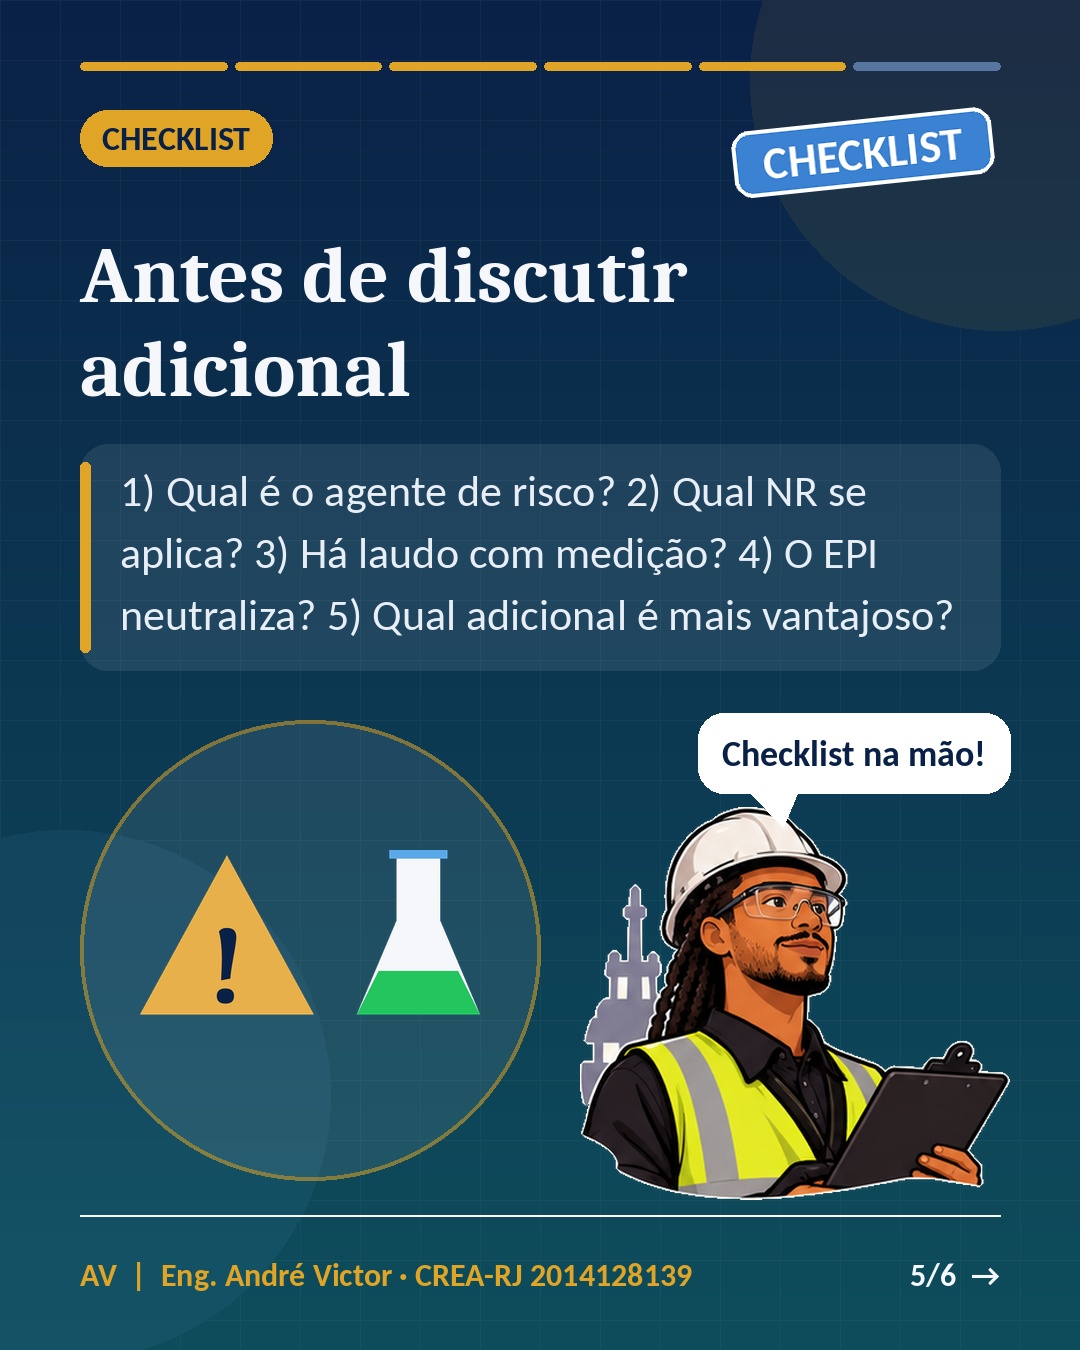 CHECKLIST
CHECKLIST
Antes de discutir
adicional
1) Qual é o agente de risco? 2) Qual NR se
aplica? 3) Há laudo com medição? 4) O EPI
neutraliza? 5) Qual adicional é mais vantajoso?
Checklist na mão!
!
AV | Eng. André Victor · CREA-RJ 2014128139
5/6 →